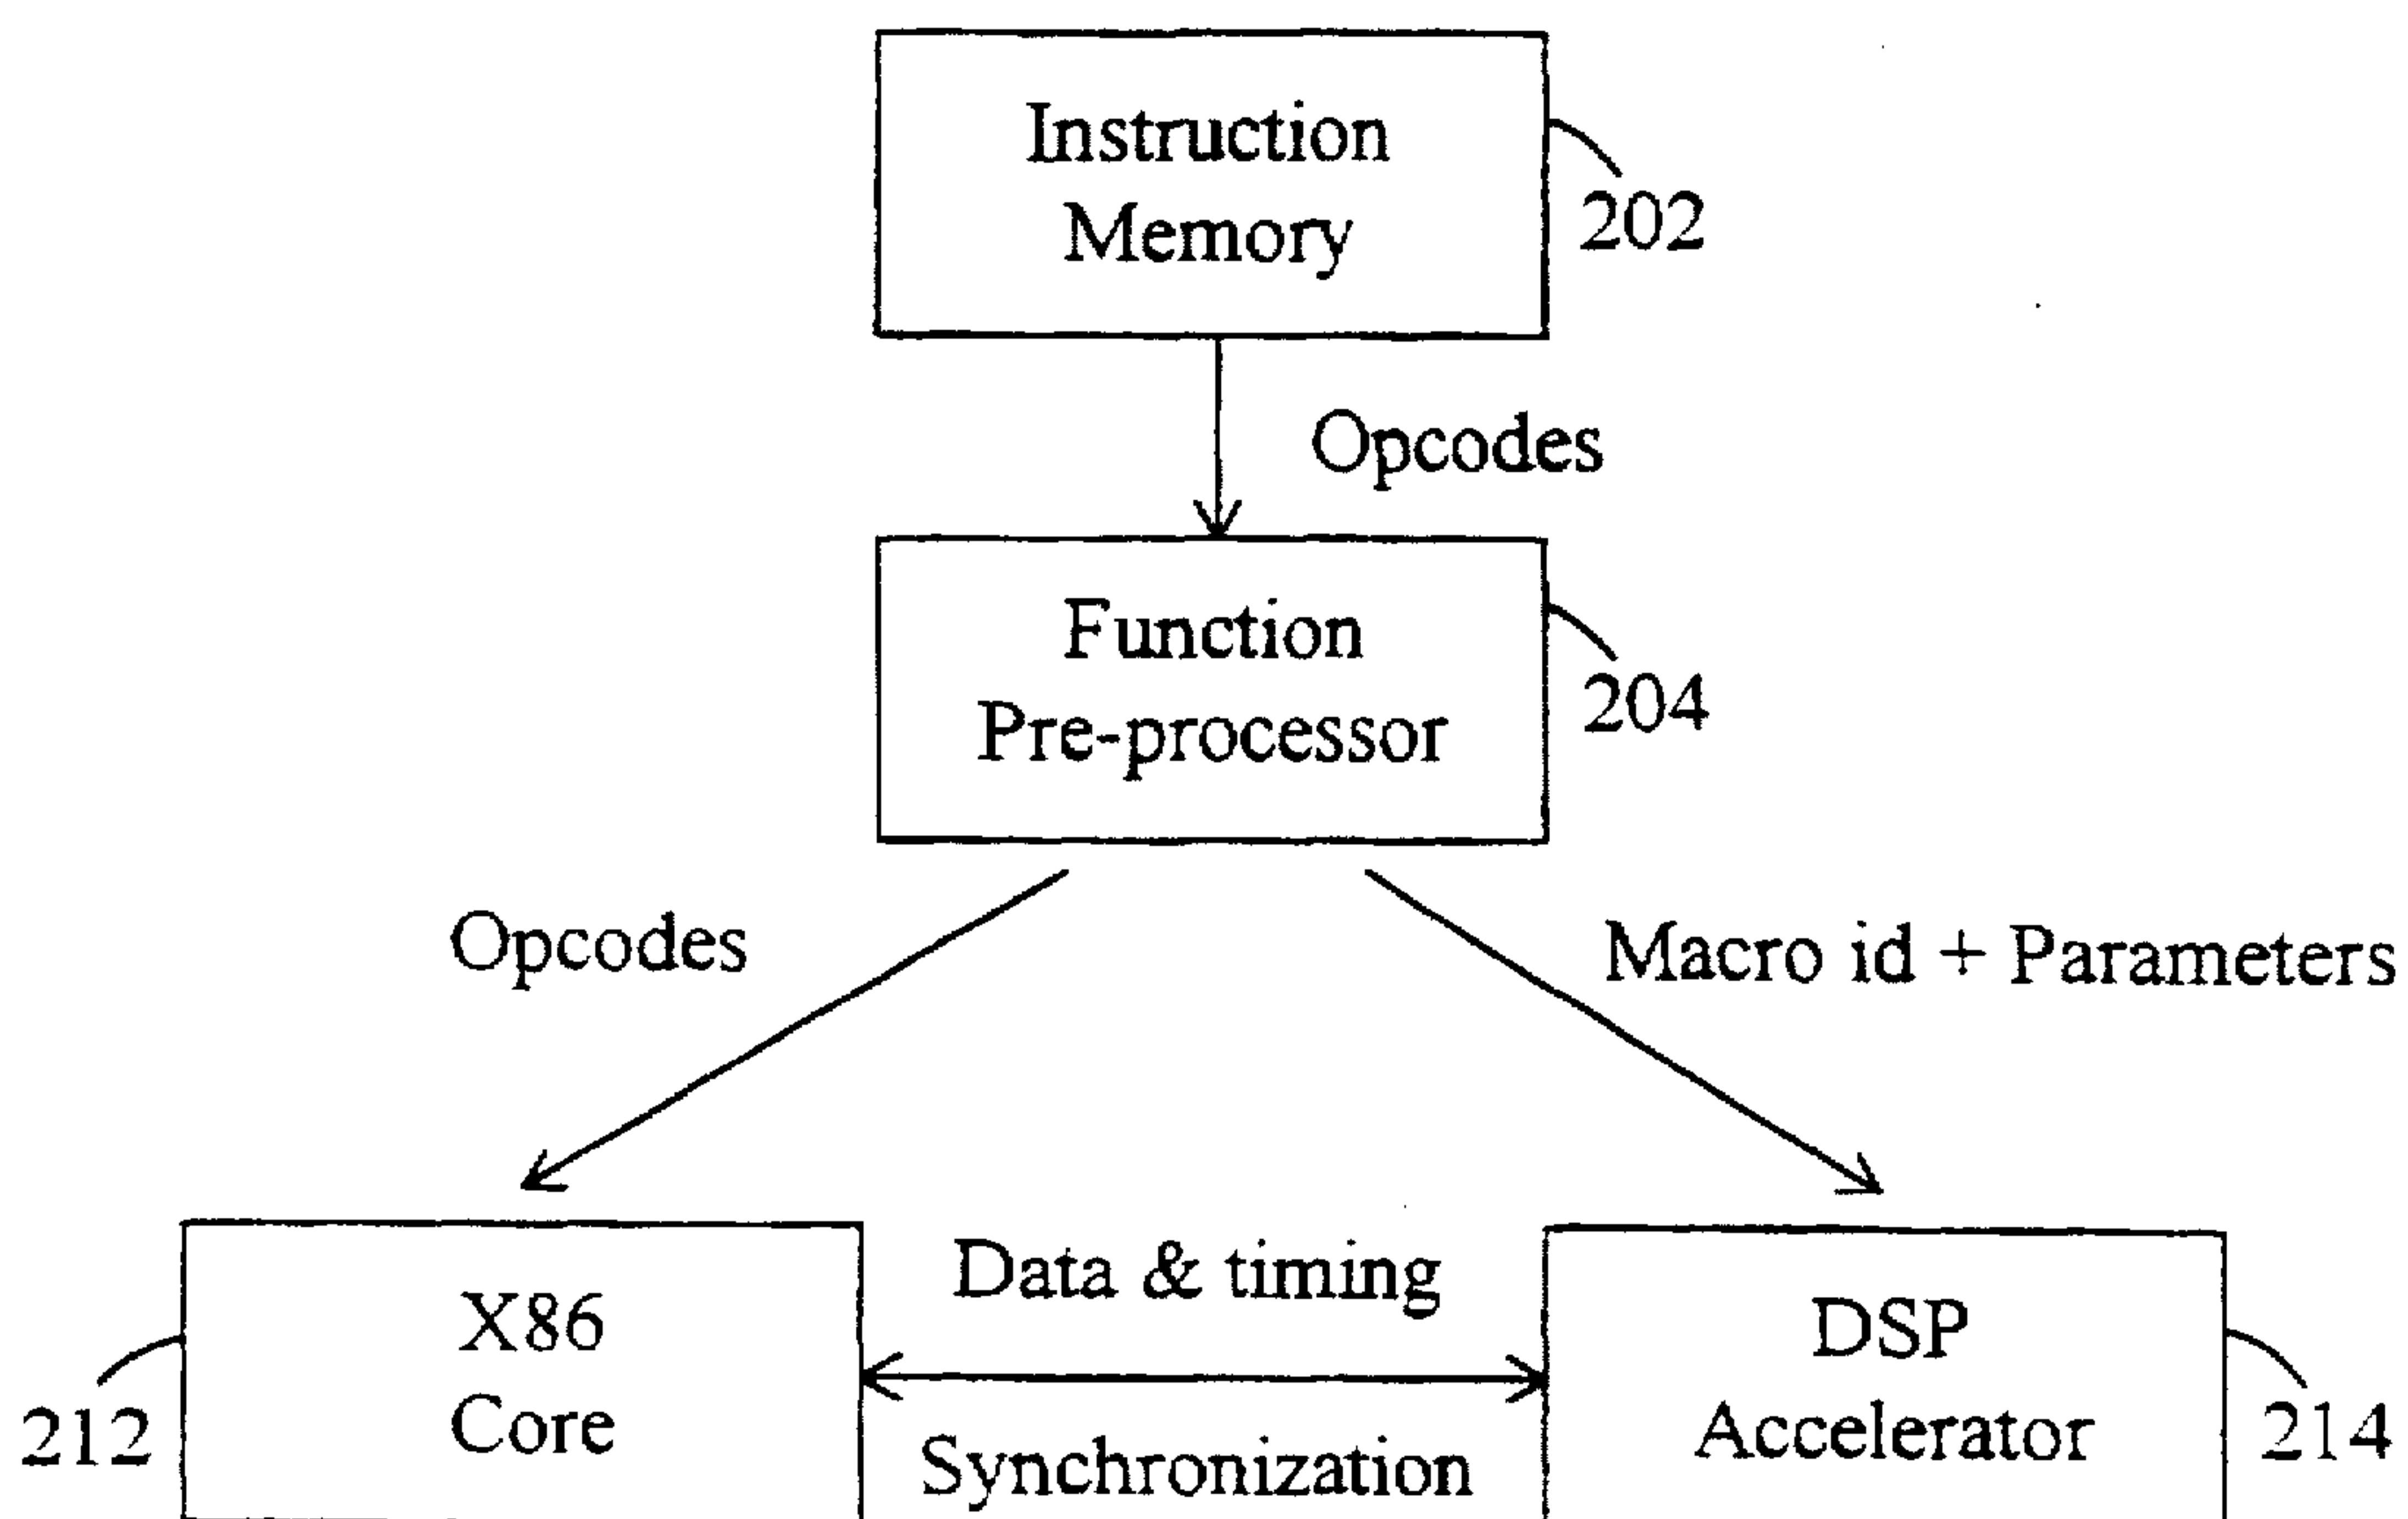 Instruction
Memory
202
Opcodes
Function
Pre-processor
204
Opcodes
Macro id + Parameters
X86
Core
212
Data & timing
Synchronization
DSP
Accelerator
214